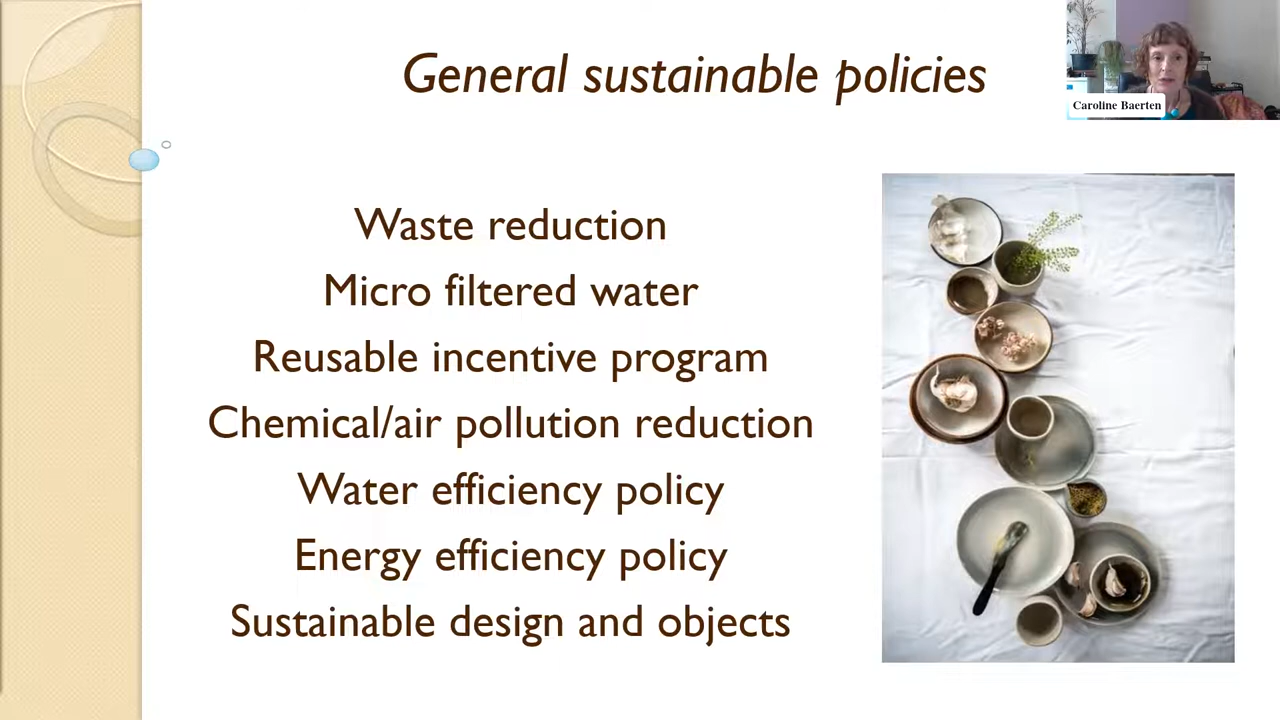 General sustainable policies
Caroline Baerten
Waste reduction
Micro filtered water
Reusable incentive program
Chemical/air pollution reduction
Water efficiency policy
Energy efficiency policy
Sustainable design and objects